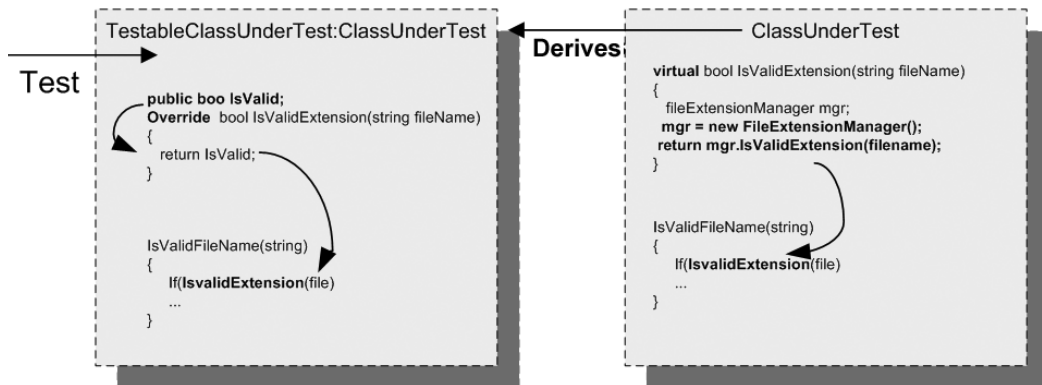 TestableClassUnderTest:ClassUnderTest
Test
public boo IsValid;
Override bool IsValidExtension(string fileName)
{
return IsValid;
}
IsValidFileName(string)
{
If(IsvalidExtension(file)
...
}
Derives
ClassUnderTest
virtual bool IsValidExtension(string fileName)
{
fileExtensionManager mgr;
mgr = new FileExtensionManager();
return mgr.IsValidExtension(filename);
}
IsValidFileName(string)
{
If(IsvalidExtension(file)
...
}